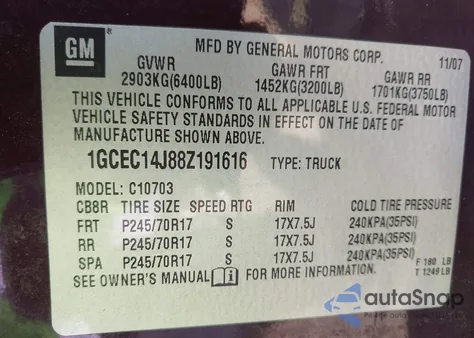 GM
MFD BY GENERAL MOTORS CORP.
11/07
GVWR GAWR FRT GAWR RR
2903KG(6400LB) 1452KG(3200LB) 1701KG(3750LB)
THIS VEHICLE CONFORMS TO ALL APPLICABLE U.S. FEDERAL MOTOR
VEHICLE SAFETY STANDARDS IN EFFECT ON THE DATE OF
MANUFACTURE SHOWN ABOVE.
1GCEC14J88Z191616 TYPE: TRUCK
MODEL: C10703
CB8R TIRE SIZE SPEED RTG RIM COLD TIRE PRESSURE
FRT P245/70R17 S 17X7.5J 240KPA(35PSI)
RR P245/70R17 S 17X7.5J 240KPA(35PSI)
SPA P245/70R17 S 17X7.5J 240KPA(35PSI)
SEE OWNER'S MANUAL i FOR MORE INFORMATION.
F 180 LB
T 1249 LB
autoSnap